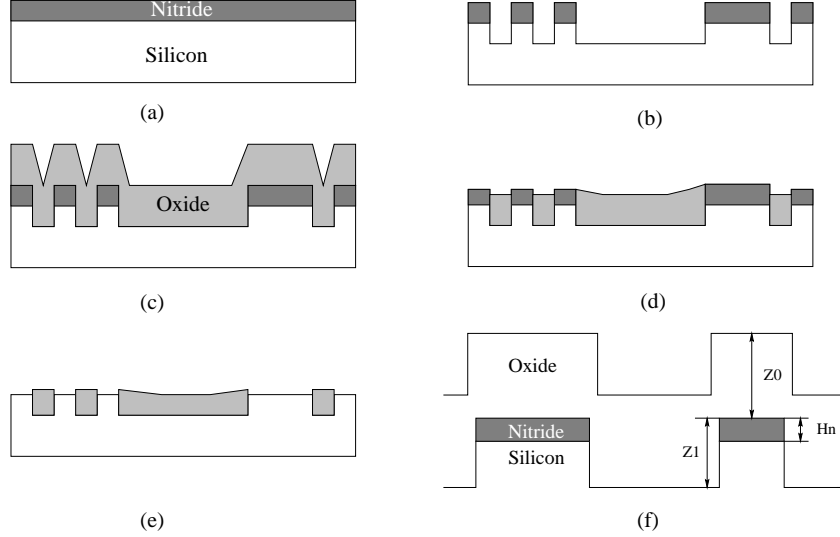 Nitride
Silicon
(a)
(b)
Oxide
(c)
(d)
(e)
Oxide
Z0
Nitride
Hn
Silicon
Z1
(f)